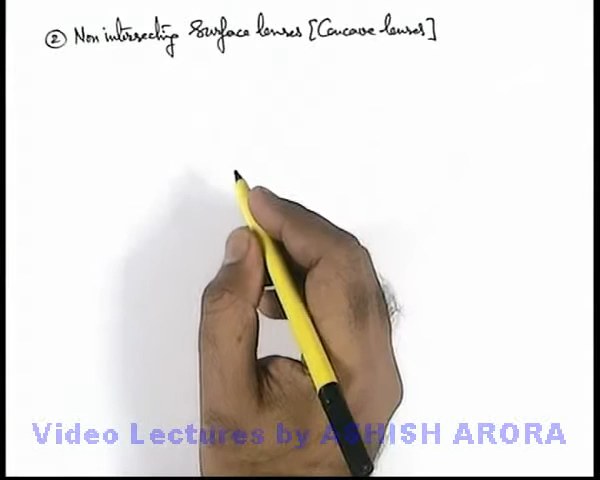 ② Non intersecting Surface lenses [Concave lenses]
Video Lectures by ASHISH ARORA